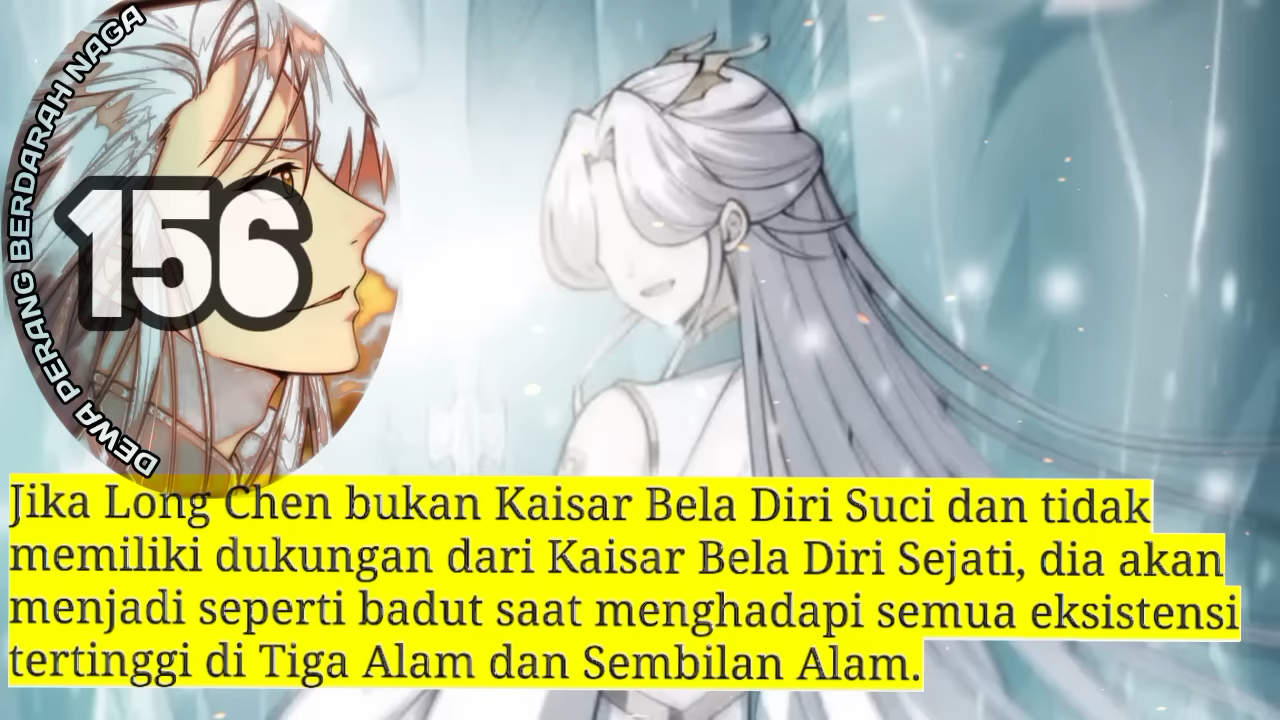 DEWA PERANG BERDARAH NAGA
156
Jika Long Chen bukan Kaisar Bela Diri Suci dan tidak
memiliki dukungan dari Kaisar Bela Diri Sejati, dia akan
menjadi seperti badut saat menghadapi semua eksistensi
tertinggi di Tiga Alam dan Sembilan Alam.